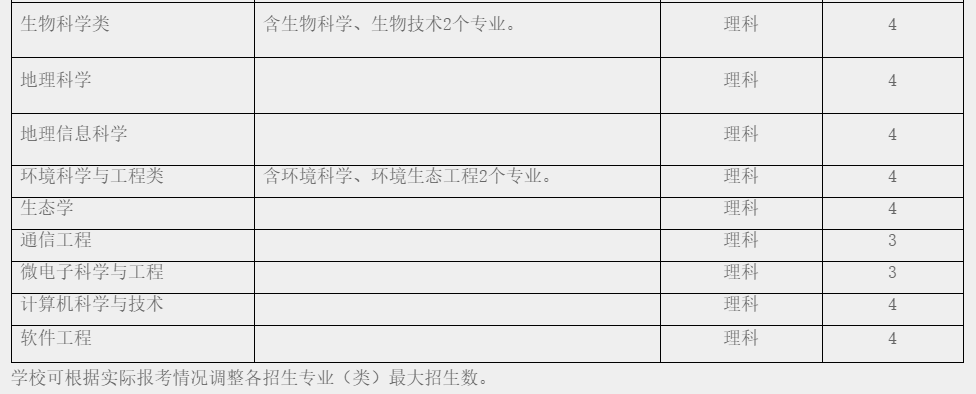 生物科学类 含生物科学、生物技术2个专业。 理科 4
地理科学 理科 4
地理信息科学 理科 4
环境科学与工程类 含环境科学、环境生态工程2个专业。 理科 4
生态学 理科 4
通信工程 理科 3
微电子科学与工程 理科 3
计算机科学与技术 理科 4
软件工程 理科 4
学校可根据实际报考情况调整各招生专业（类）最大招生数。